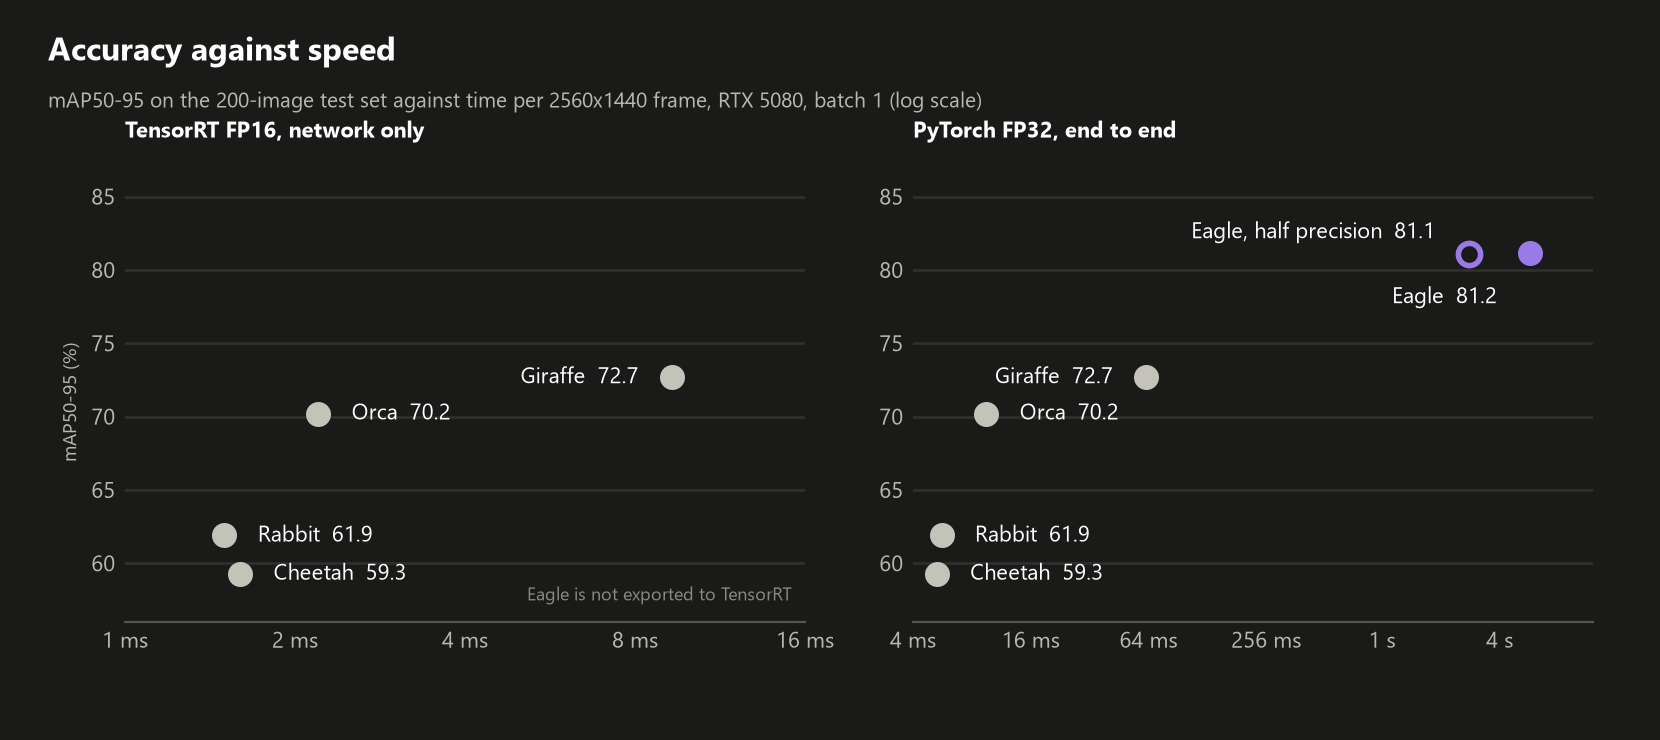 Accuracy against speed
mAP50-95 on the 200-image test set against time per 2560x1440 frame, RTX 5080, batch 1 (log scale)
TensorRT FP16, network only
85
80
75
70
65
60
mAP50-95 (%)
Giraffe 72.7
Orca 70.2
Rabbit 61.9
Cheetah 59.3
Eagle is not exported to TensorRT
1 ms 2 ms 4 ms 8 ms 16 ms
PyTorch FP32, end to end
85
80
75
70
65
60
Eagle, half precision 81.1
Eagle 81.2
Giraffe 72.7
Orca 70.2
Rabbit 61.9
Cheetah 59.3
4 ms 16 ms 64 ms 256 ms 1 s 4 s